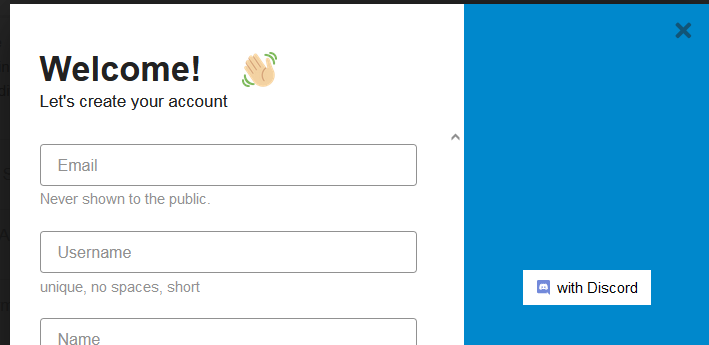 Welcome!
Let's create your account
Email
Never shown to the public.
Username
unique, no spaces, short
Name
with Discord